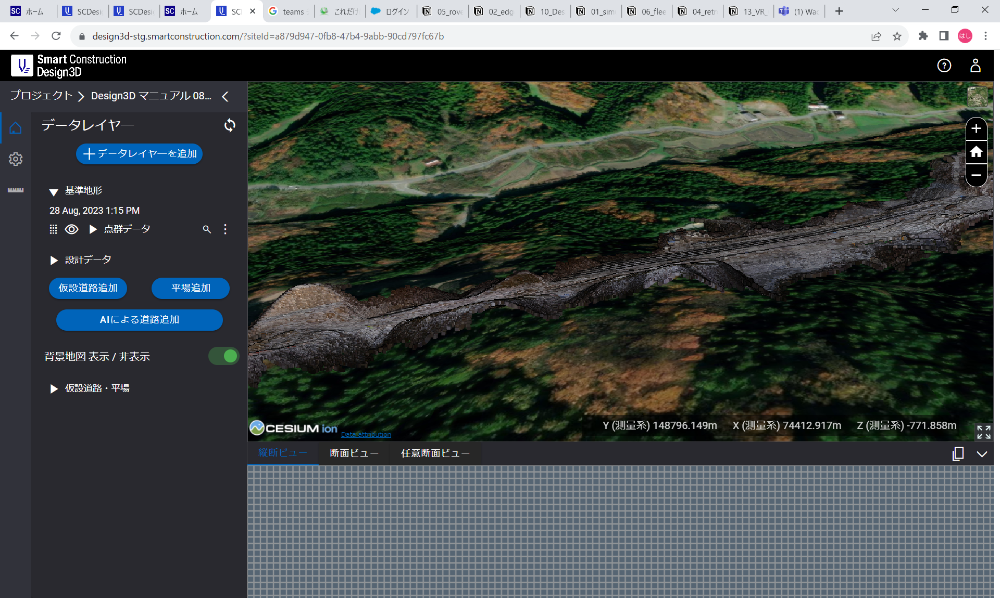 SC ホーム
SCDesi
SCDesi
SC ホーム
SC
teams
これだけ
ログイン
05_rove
02_edg
10_Des
01_sim
06_flee
04_retr
13_VR_
(1) Wac
design3d-stg.smartconstruction.com/?siteId=a879d947-0fb8-47b4-9abb-90cd797fc67b
はし
Smart Construction
Design3D
プロジェクト
Design3D マニュアル 08...
データレイヤー
データレイヤーを追加
基準地形
28 Aug, 2023 1:15 PM
点群データ
設計データ
仮設道路追加
平場追加
AIによる道路追加
背景地図 表示 / 非表示
仮設道路・平場
CESIUM ion
Data attribution
Y (測量系) 148796.149m
X (測量系) 74412.917m
Z (測量系) -771.858m
縦断ビュー
断面ビュー
任意断面ビュー